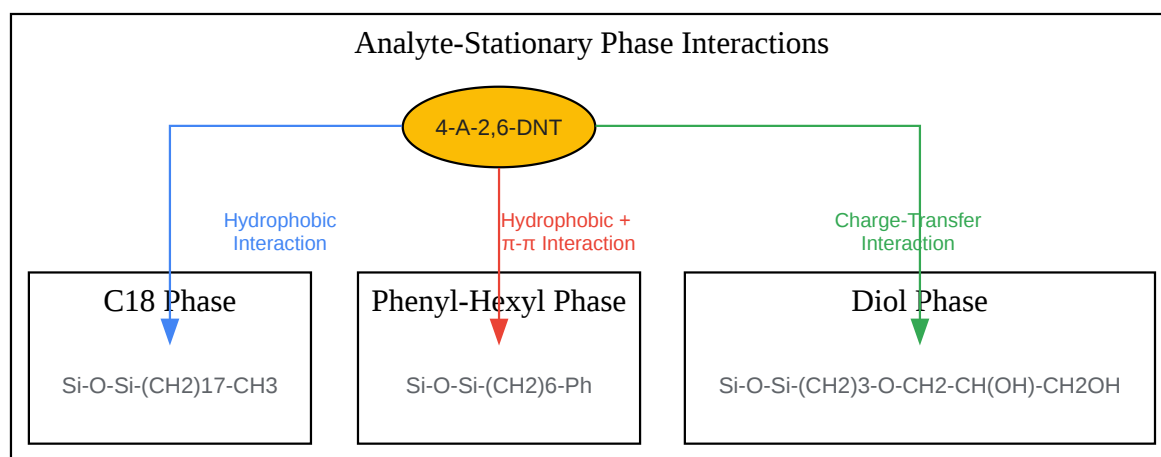 Analyte-Stationary Phase Interactions
4-A-2,6-DNT
Hydrophobic
Interaction
Hydrophobic +
π-π Interaction
Charge-Transfer
Interaction
C18 Phase
Phenyl-Hexyl Phase
Diol Phase
Si-O-Si-(CH2)17-CH3
Si-O-Si-(CH2)6-Ph
Si-O-Si-(CH2)3-O-CH2-CH(OH)-CH2OH